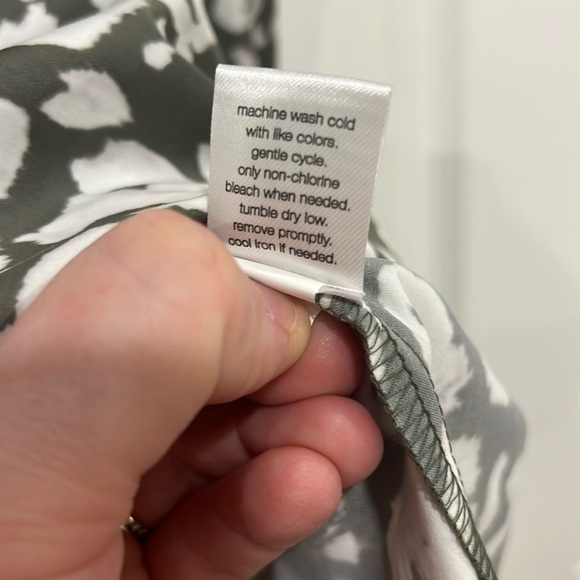 machine wash cold
with like colors.
gentle cycle.
only non-chlorine
bleach when needed.
tumble dry low.
remove promptly.
cool iron if needed.